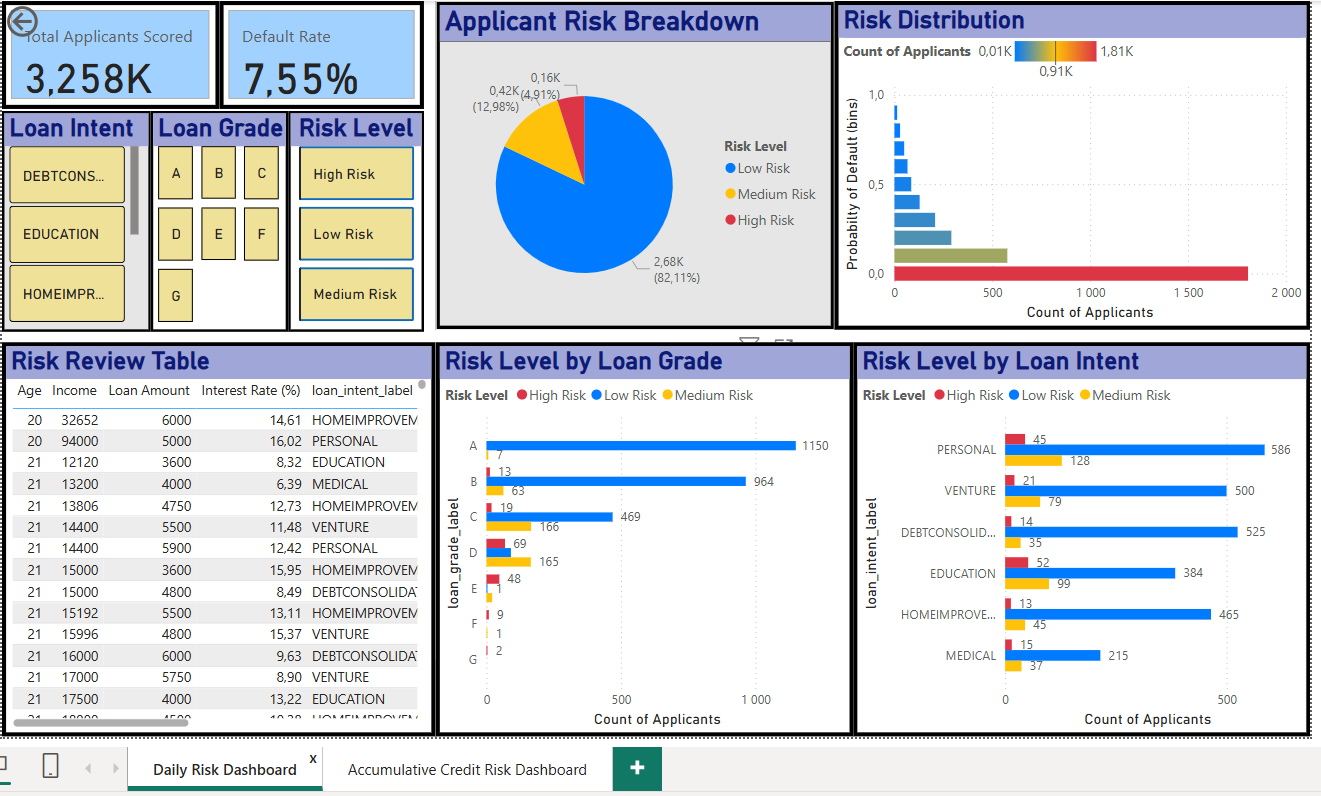 Total Applicants Scored
3,258K
Default Rate
7,55%
Loan Intent
DEBTCONS...
EDUCATION
HOMEIMPR...
Loan Grade
A B C
D E F
G
Risk Level
High Risk
Low Risk
Medium Risk
Applicant Risk Breakdown
0,16K
(4,91%)
0,42K
(12,98%)
2,68K
(82,11%)
Risk Level
Low Risk
Medium Risk
High Risk
Risk Distribution
Count of Applicants 0,01K 1,81K
0,91K
Probabilty of Default (bins)
1,0
0,5
0,0
0 500 1 000 1 500 2 000
Count of Applicants
Risk Review Table
Age Income Loan Amount Interest Rate (%) loan_intent_label
20 32652 6000 14,61 HOMEIMPROVEM
20 94000 5000 16,02 PERSONAL
21 12120 3600 8,32 EDUCATION
21 13200 4000 6,39 MEDICAL
21 13806 4750 12,73 HOMEIMPROVEM
21 14400 5500 11,48 VENTURE
21 14400 5900 12,42 PERSONAL
21 15000 3600 15,95 HOMEIMPROVEM
21 15000 4800 8,49 DEBTCONSOLIDAT
21 15192 5500 13,11 HOMEIMPROVEM
21 15996 4800 15,37 VENTURE
21 16000 6000 9,63 DEBTCONSOLIDAT
21 17000 5750 8,90 VENTURE
21 17500 4000 13,22 EDUCATION
Risk Level by Loan Grade
Risk Level High Risk Low Risk Medium Risk
loan_grade_label
A 1150
7
13
B 964
63
19
C 469
166
69
D
165
48
E 1
9
F
1
2
G
0 500 1 000
Count of Applicants
Risk Level by Loan Intent
Risk Level High Risk Low Risk Medium Risk
loan_intent_label
45
PERSONAL 586
128
21
VENTURE 500
79
14
DEBTCONSOLID... 525
35
52
EDUCATION 384
99
13
HOMEIMPROVE... 465
45
15
MEDICAL 215
37
0 500
Count of Applicants
Daily Risk Dashboard x
Accumulative Credit Risk Dashboard
+